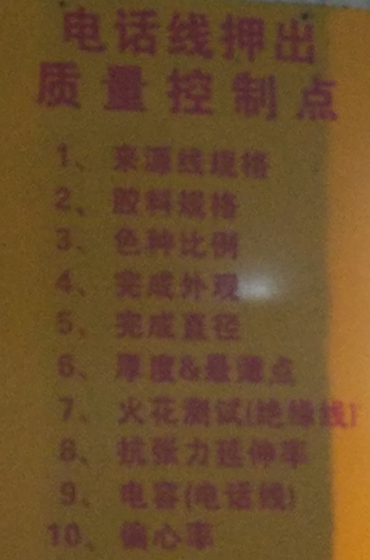 电话线押出
质量控制点
1、来源线规格
2、胶料规格
3、色种比例
4、完成外观
5、完成直径
6、厚度&最薄点
7、火花测试(绝缘线)
8、抗张力延伸率
9、电容(电话线)
10、偏心率